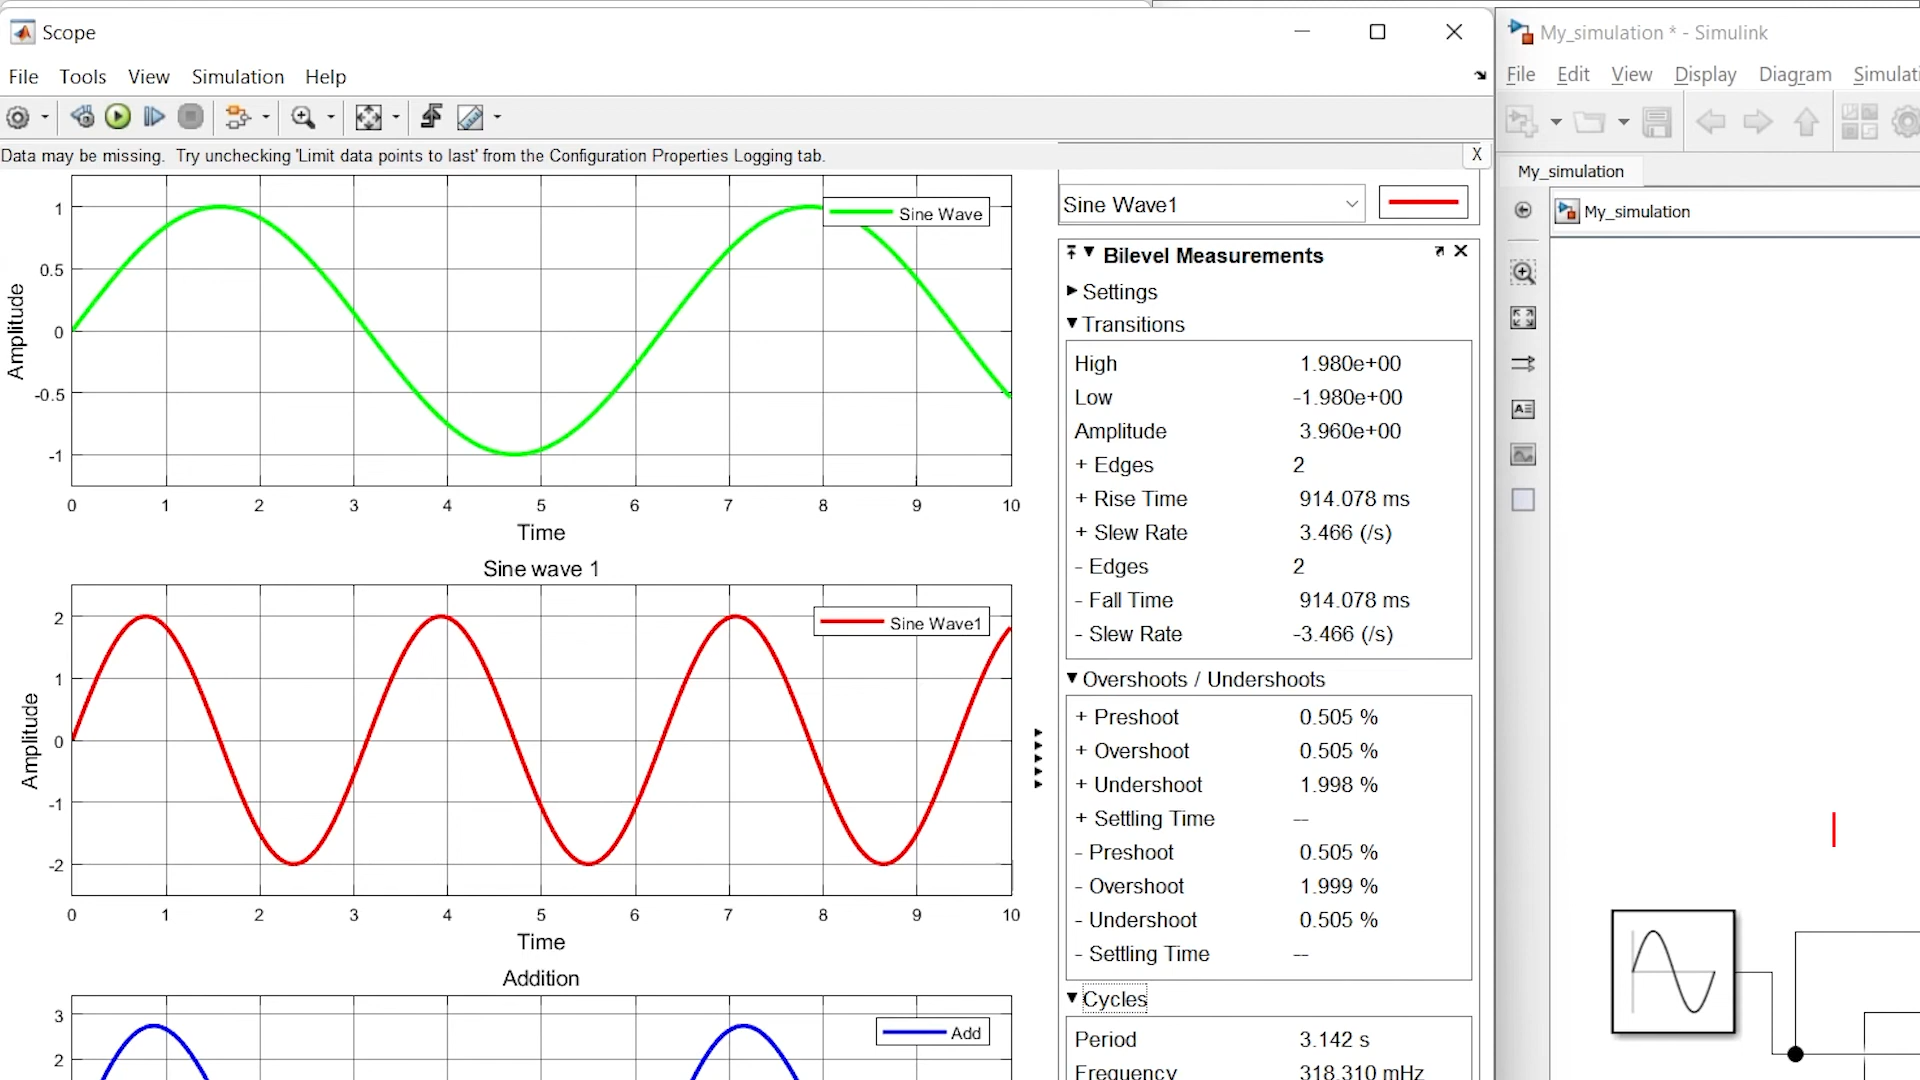 Scope
File Tools View Simulation Help
Data may be missing. Try unchecking 'Limit data points to last' from the Configuration Properties Logging tab.
X
Amplitude
1
0.5
0
-0.5
-1
Sine Wave
0 1 2 3 4 5 6 7 8 9 10
Time
Sine wave 1
Amplitude
2
1
0
-1
-2
Sine Wave1
0 1 2 3 4 5 6 7 8 9 10
Time
Addition
3
2
Add
Sine Wave1
Bilevel Measurements
Settings
Transitions
High 1.980e+00
Low -1.980e+00
Amplitude 3.960e+00
+ Edges 2
+ Rise Time 914.078 ms
+ Slew Rate 3.466 (/s)
- Edges 2
- Fall Time 914.078 ms
- Slew Rate -3.466 (/s)
Overshoots / Undershoots
+ Preshoot 0.505 %
+ Overshoot 0.505 %
+ Undershoot 1.998 %
+ Settling Time --
- Preshoot 0.505 %
- Overshoot 1.999 %
- Undershoot 0.505 %
- Settling Time --
Cycles
Period 3.142 s
Frequency 318.310 mHz
My_simulation * - Simulink
File Edit View Display Diagram Simulati
My_simulation
My_simulation